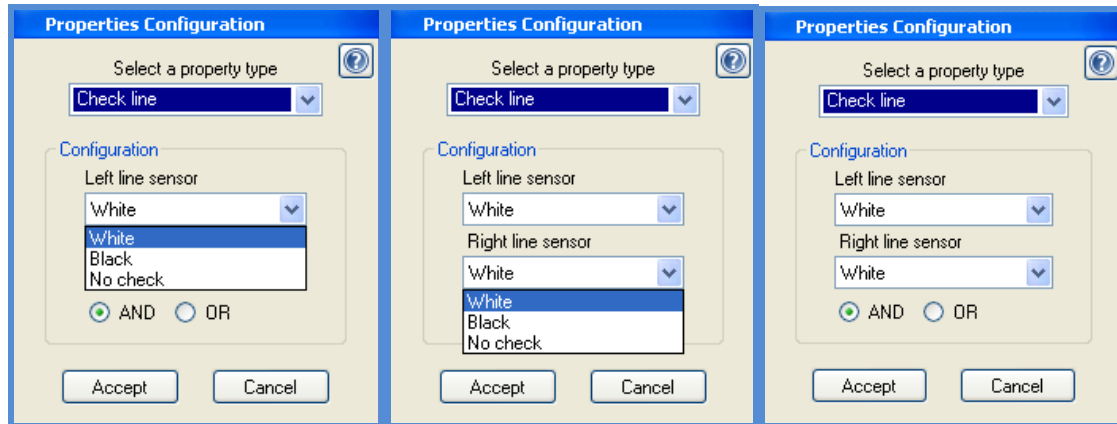 Properties Configuration
Select a property type
Check line
Configuration
Left line sensor
White
White
Black
No check
AND OR
Accept Cancel
Properties Configuration
Select a property type
Check line
Configuration
Left line sensor
White
Right line sensor
White
White
Black
No check
Accept Cancel
Properties Configuration
Select a property type
Check line
Configuration
Left line sensor
White
Right line sensor
White
AND OR
Accept Cancel